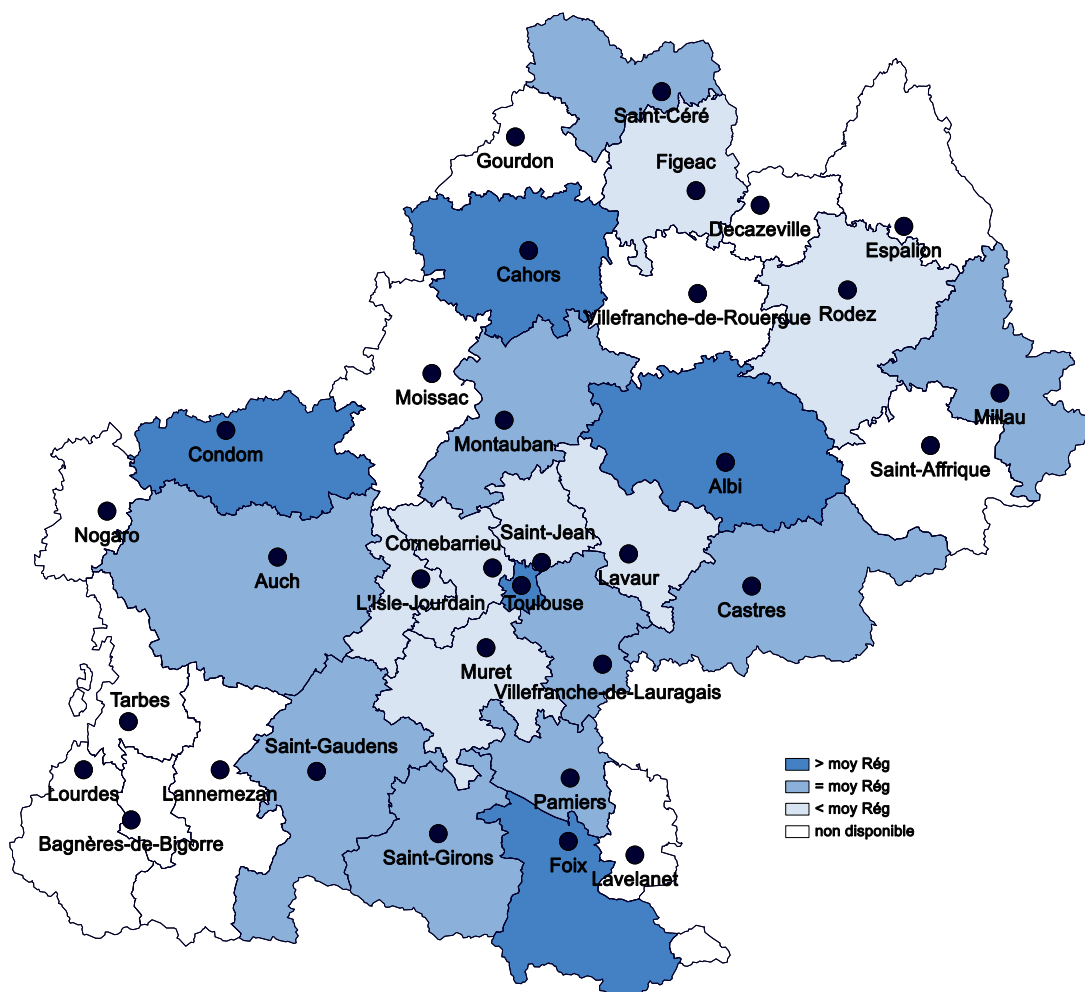 Saint-Céré
Gourdon
Figeac
Decazeville
Espalion
Cahors
Villefranche-de-Rouergue
Rodez
Moissac
Millau
Montauban
Condom
Saint-Affrique
Albi
Nogaro
Saint-Jean
Cornebarrieu
Auch
Lavaur
L'Isle-Jourdain
Toulouse
Castres
Muret
Villefranche-de-Lauragais
Tarbes
Saint-Gaudens
> moy Rég
= moy Rég
< moy Rég
non disponible
Lourdes
Lannemezan
Pamiers
Bagnères-de-Bigorre
Saint-Girons
Foix
Lavelanet